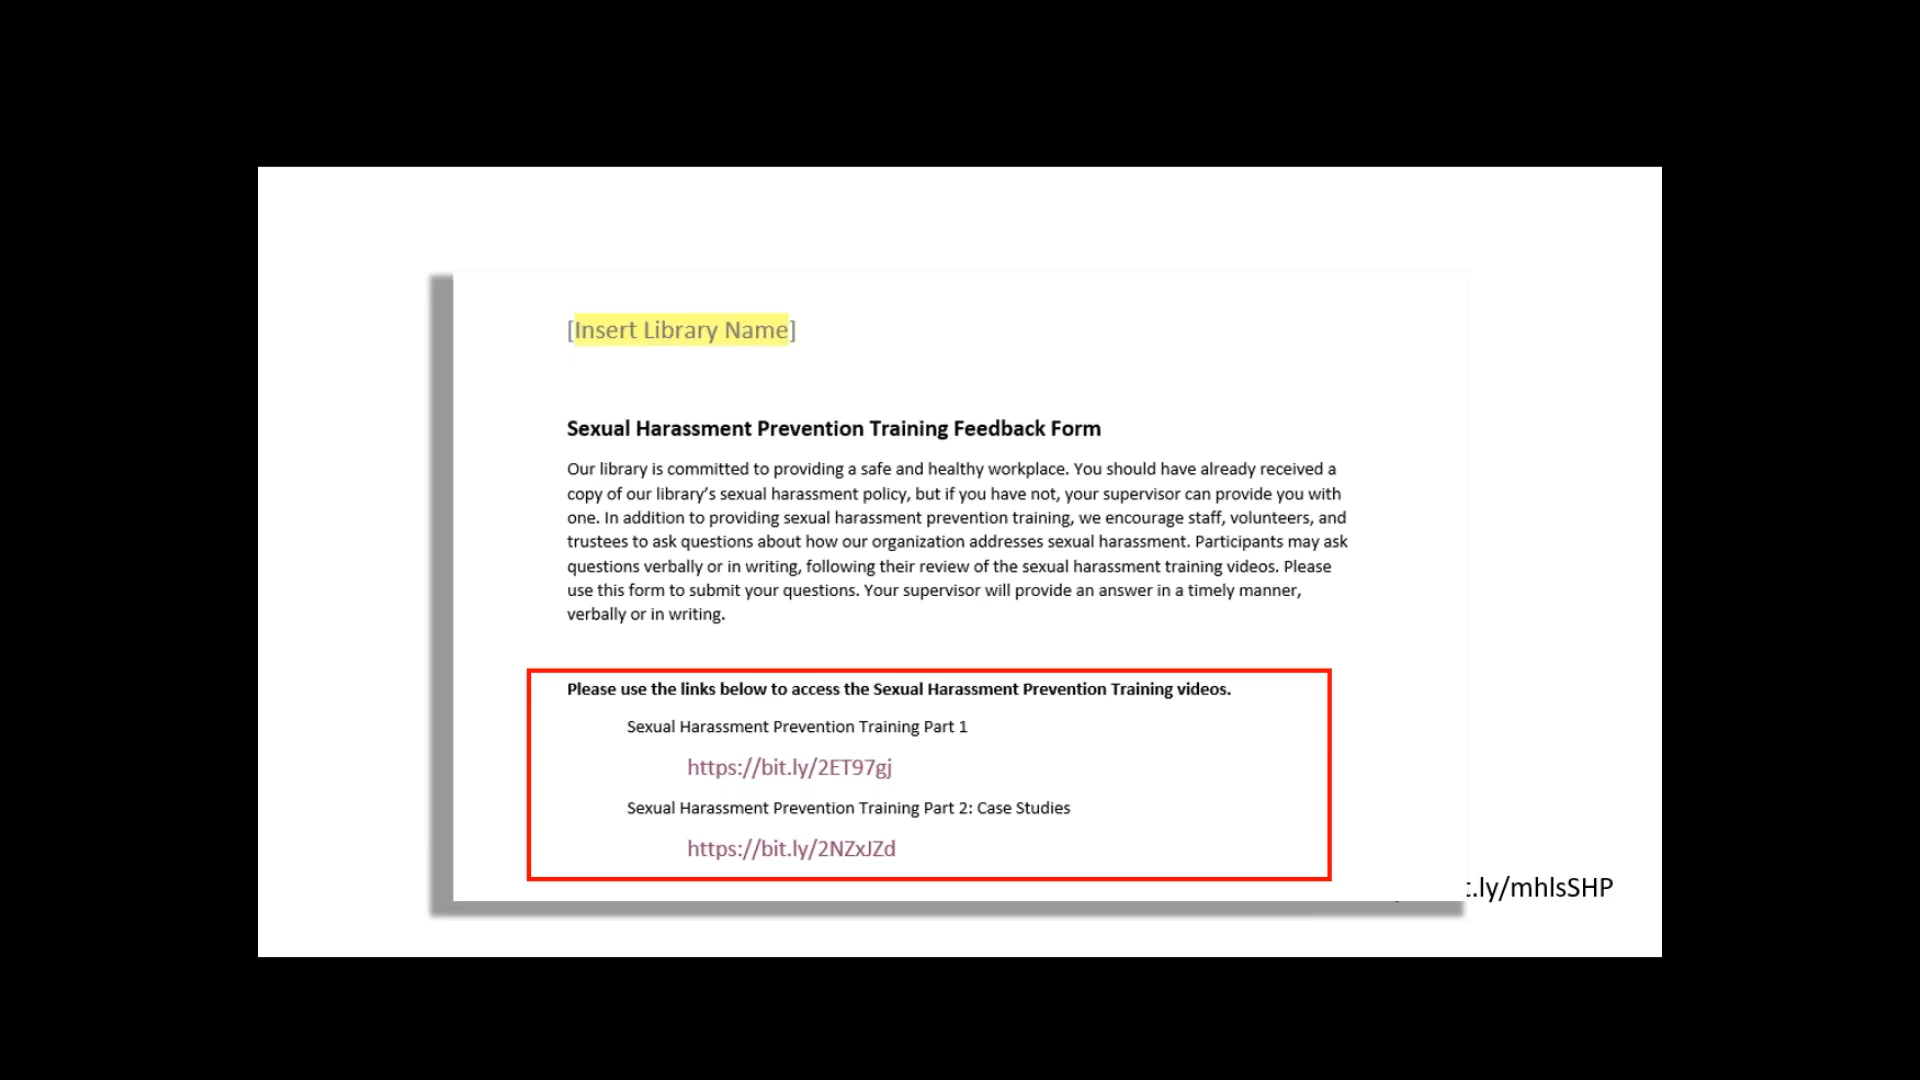 [Insert Library Name]
Sexual Harassment Prevention Training Feedback Form
Our library is committed to providing a safe and healthy workplace. You should have already received a
copy of our library’s sexual harassment policy, but if you have not, your supervisor can provide you with
one. In addition to providing sexual harassment prevention training, we encourage staff, volunteers, and
trustees to ask questions about how our organization addresses sexual harassment. Participants may ask
questions verbally or in writing, following their review of the sexual harassment training videos. Please
use this form to submit your questions. Your supervisor will provide an answer in a timely manner,
verbally or in writing.
Please use the links below to access the Sexual Harassment Prevention Training videos.
Sexual Harassment Prevention Training Part 1
https://bit.ly/2ET97gj
Sexual Harassment Prevention Training Part 2: Case Studies
https://bit.ly/2NZxJZd
t.ly/mhlsSHP